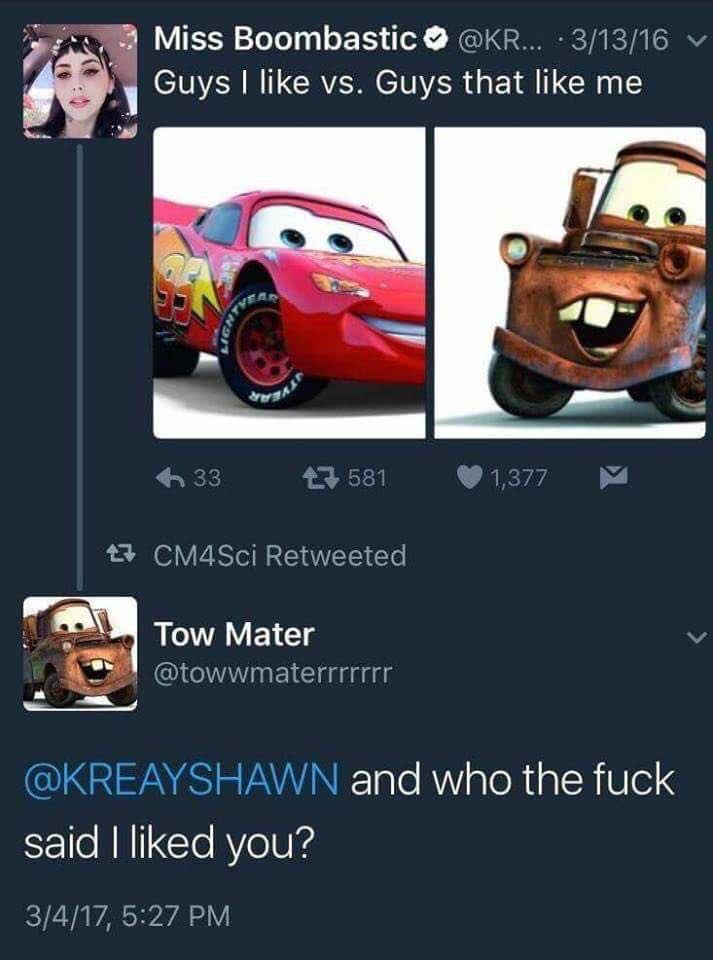 Miss Boombastic @KR... · 3/13/16
Guys I like vs. Guys that like me
95
LIGHTYEAR
33 581 1,377
CM4Sci Retweeted
Tow Mater
@towwmaterrrrrrr
@KREAYSHAWN and who the fuck
said I liked you?
3/4/17, 5:27 PM